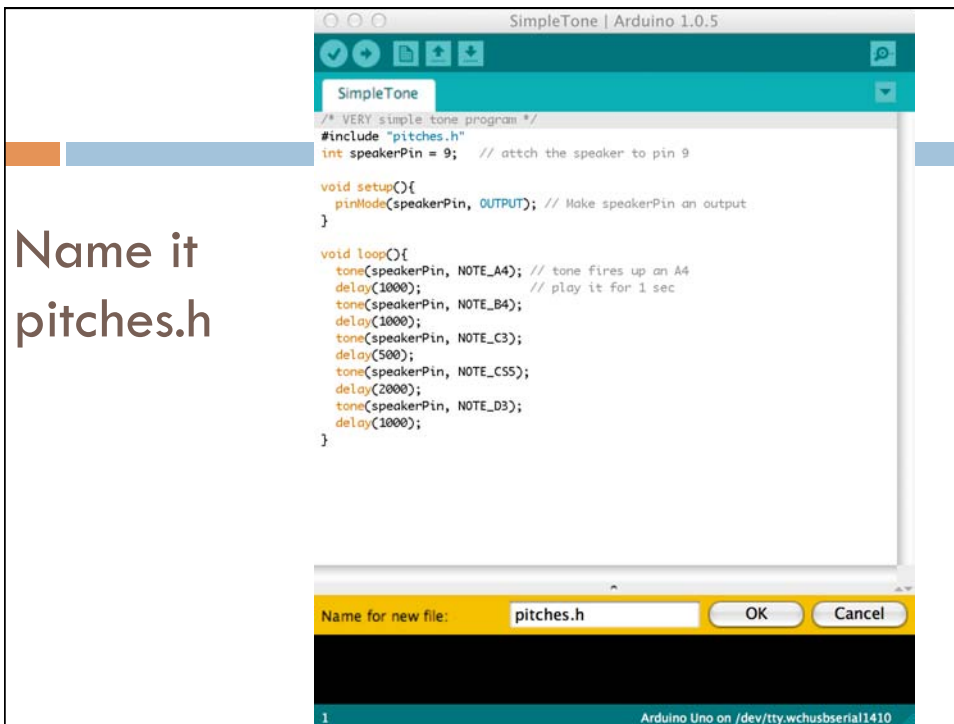 SimpleTone | Arduino 1.0.5
SimpleTone
/* VERY simple tone program */
#include "pitches.h"
int speakerPin = 9;   // attch the speaker to pin 9
void setup(){
  pinMode(speakerPin, OUTPUT); // Make speakerPin an output
}
Name it
pitches.h
void loop(){
  tone(speakerPin, NOTE_A4); // tone fires up an A4
  delay(1000);               // play it for 1 sec
  tone(speakerPin, NOTE_B4);
  delay(1000);
  tone(speakerPin, NOTE_C3);
  delay(500);
  tone(speakerPin, NOTE_CS5);
  delay(2000);
  tone(speakerPin, NOTE_D3);
  delay(1000);
}
Name for new file: pitches.h OK Cancel
1 Arduino Uno on /dev/tty.wchusbserial1410